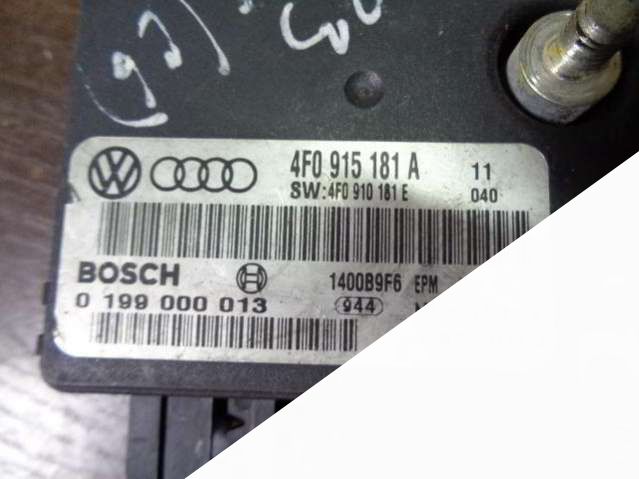 4F0 915 181 A 11
SW:4F0 910 181 E 040
BOSCH 1400B9F6 EPM
0 199 000 013 944